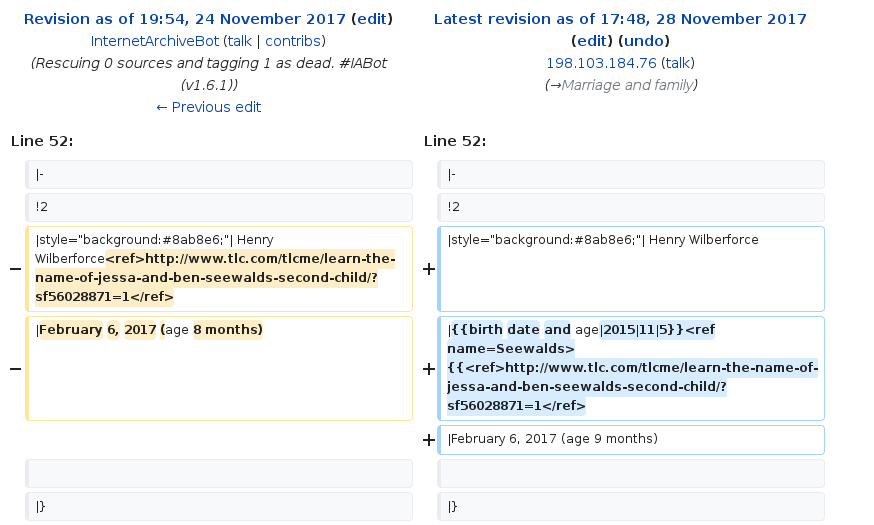 Revision as of 19:54, 24 November 2017 (edit)
InternetArchiveBot (talk | contribs)
(Rescuing 0 sources and tagging 1 as dead. #IABot
(v1.6.1))
← Previous edit
Latest revision as of 17:48, 28 November 2017
(edit) (undo)
198.103.184.76 (talk)
(→Marriage and family)
Line 52:
Line 52:
|-
|-
!2
!2
− |style="background:#8ab8e6;"| Henry
Wilberforce<ref>http://www.tlc.com/tlcme/learn-the-
name-of-jessa-and-ben-seewalds-second-child/?
sf56028871=1</ref>
+ |style="background:#8ab8e6;"| Henry Wilberforce
− |February 6, 2017 (age 8 months)
+ |{{birth date and age|2015|11|5}}<ref
name=Seewalds>
{{<ref>http://www.tlc.com/tlcme/learn-the-name-of-
jessa-and-ben-seewalds-second-child/?
sf56028871=1</ref>
+ |February 6, 2017 (age 9 months)
|}
|}